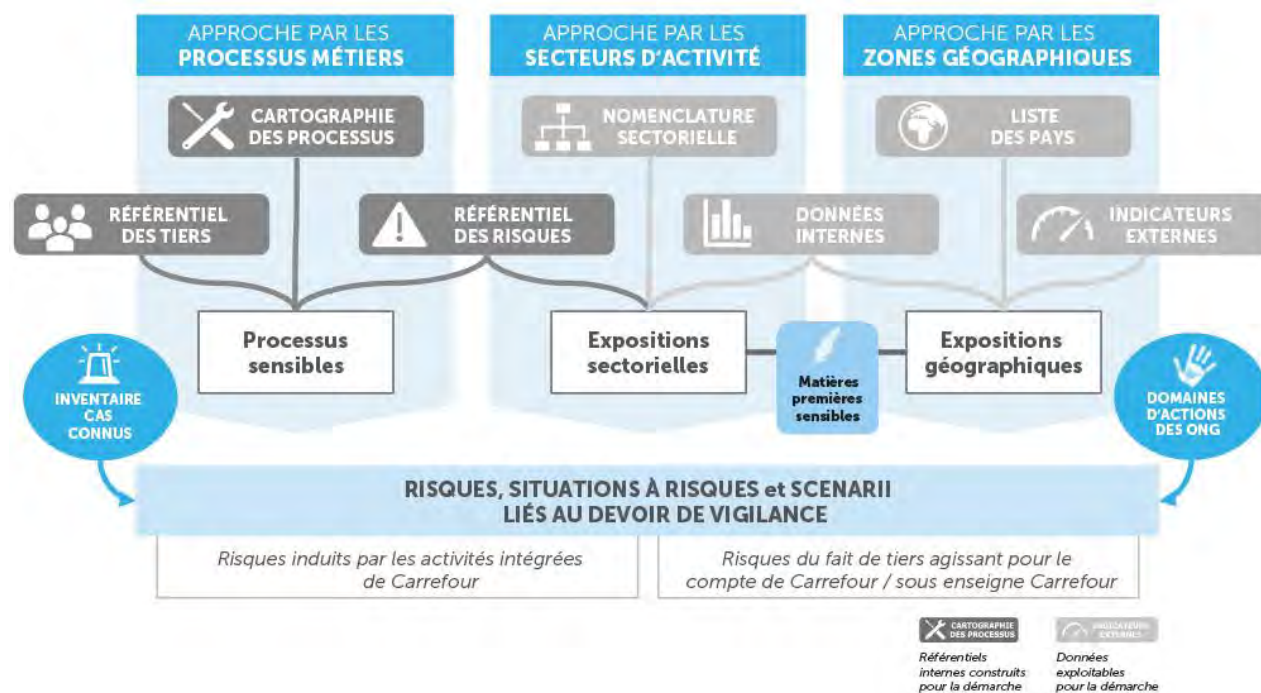 APPROCHE PAR LES
PROCESSUS MÉTIERS
APPROCHE PAR LES
SECTEURS D'ACTIVITÉ
APPROCHE PAR LES
ZONES GÉOGRAPHIQUES
CARTOGRAPHIE
DES PROCESSUS
NOMENCLATURE
SECTORIELLE
LISTE
DES PAYS
RÉFÉRENTIEL
DES TIERS
RÉFÉRENTIEL
DES RISQUES
DONNÉES
INTERNES
INDICATEURS
EXTERNES
Processus
sensibles
Expositions
sectorielles
Matières
premières
sensibles
Expositions
géographiques
INVENTAIRE
CAS
CONNUS
DOMAINES
D'ACTIONS
DES ONG
RISQUES, SITUATIONS À RISQUES et SCENARII
LIÉS AU DEVOIR DE VIGILANCE
Risques induits par les activités intégrées
de Carrefour
Risques du fait de tiers agissant pour le
compte de Carrefour / sous enseigne Carrefour
CARTOGRAPHIE
DES PROCESSUS
Référentiels
internes construits
pour la démarche
INDICATEURS
EXTERNES
Données
exploitables
pour la démarche